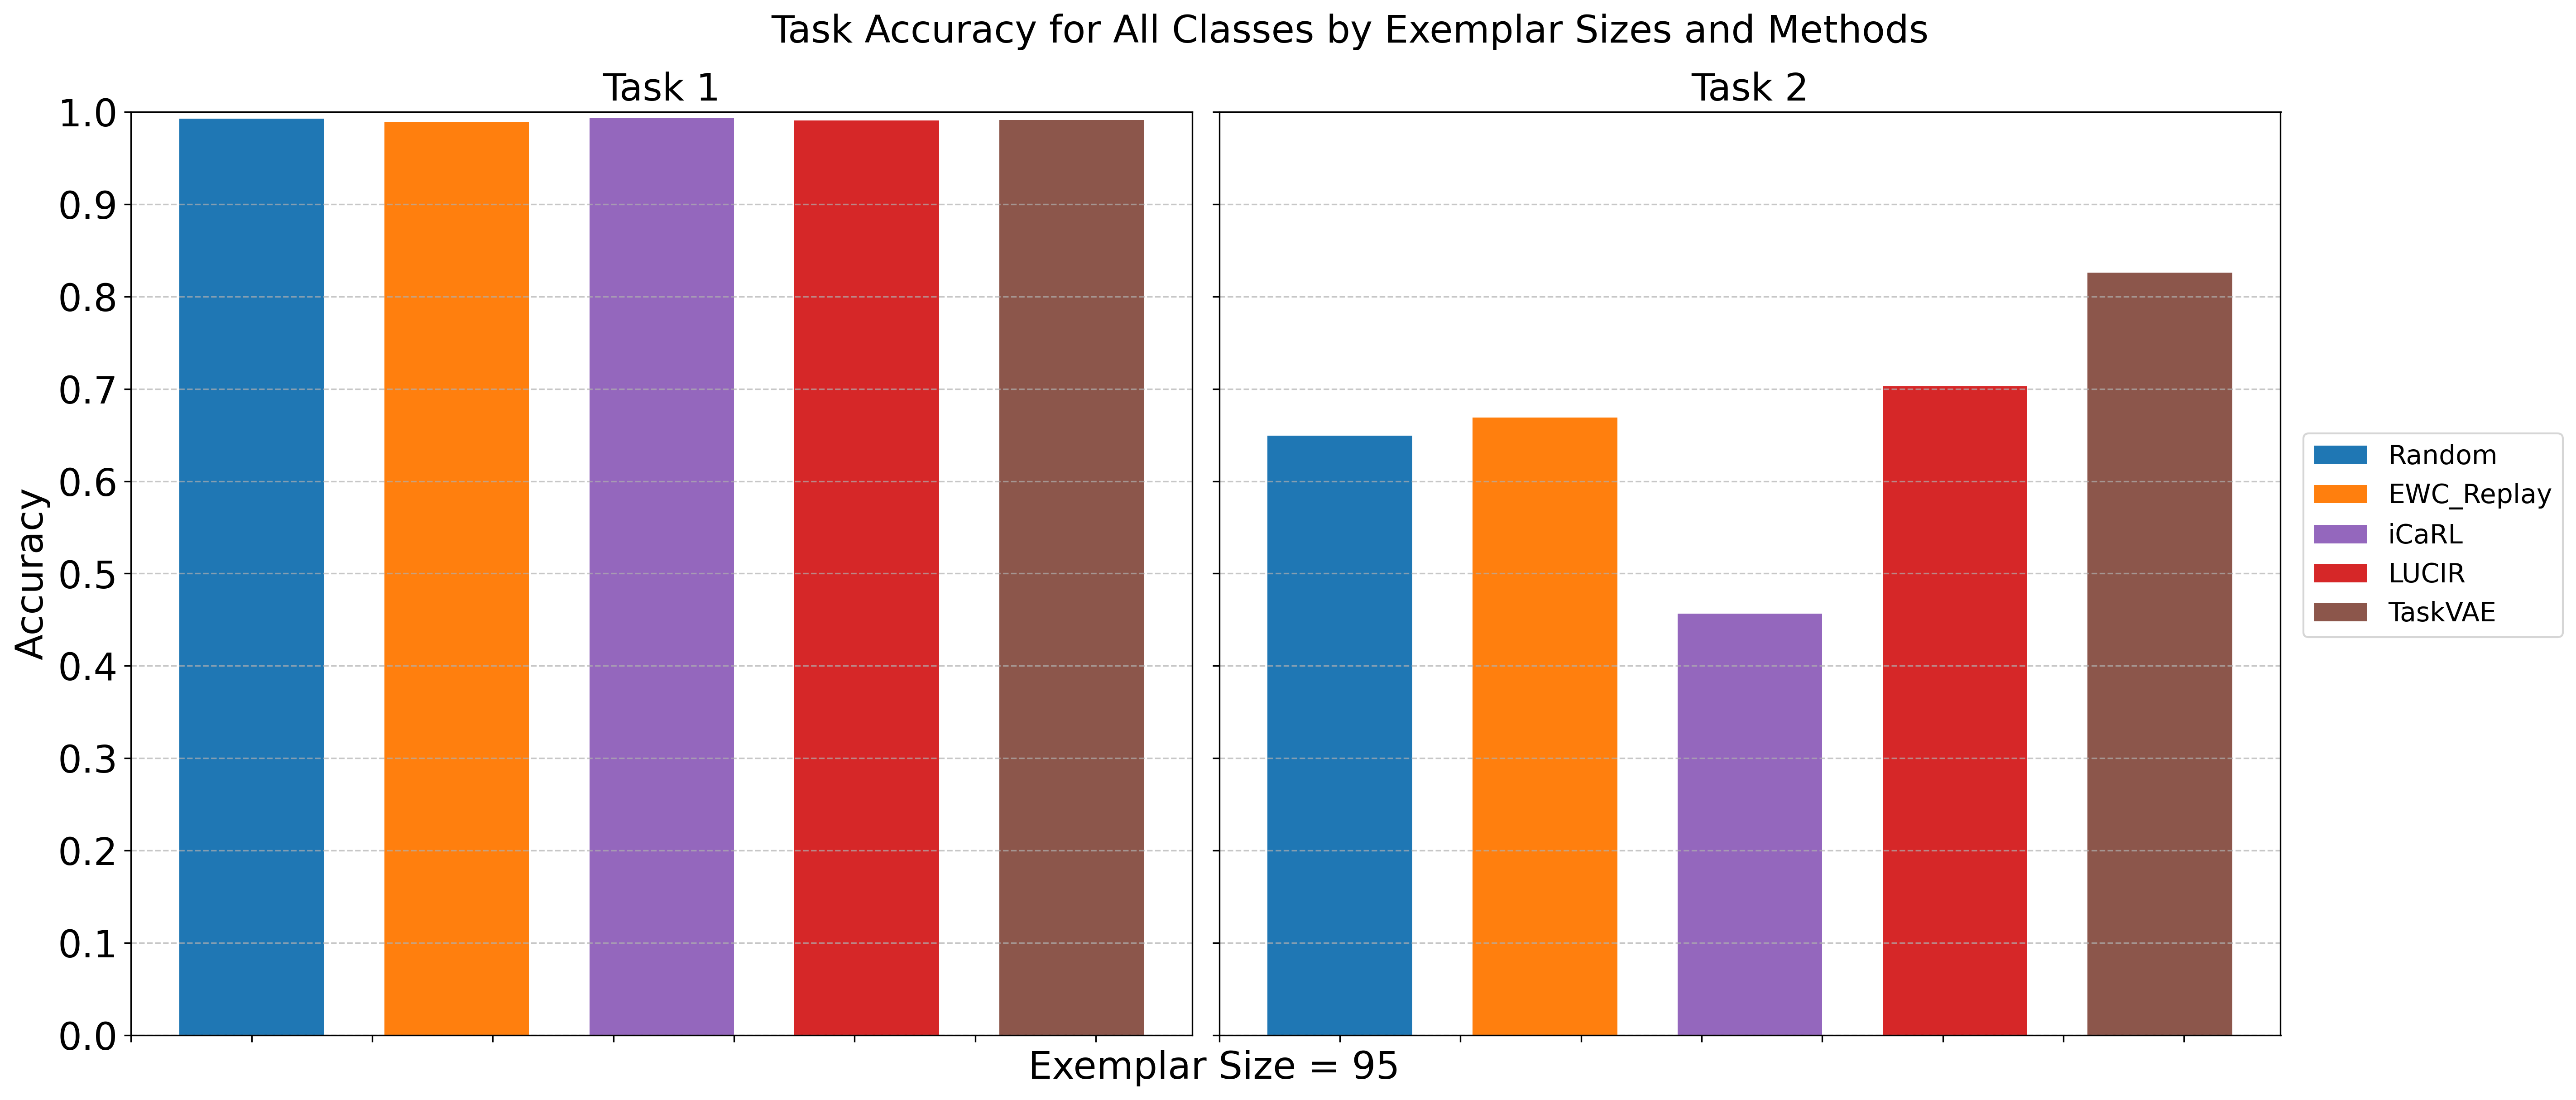 Task Accuracy for All Classes by Exemplar Sizes and Methods
Task 1
Task 2
1.0
0.9
0.8
0.7
0.6
0.5
0.4
0.3
0.2
0.1
0.0
Accuracy
Exemplar Size = 95
Random
EWC_Replay
iCaRL
LUCIR
TaskVAE